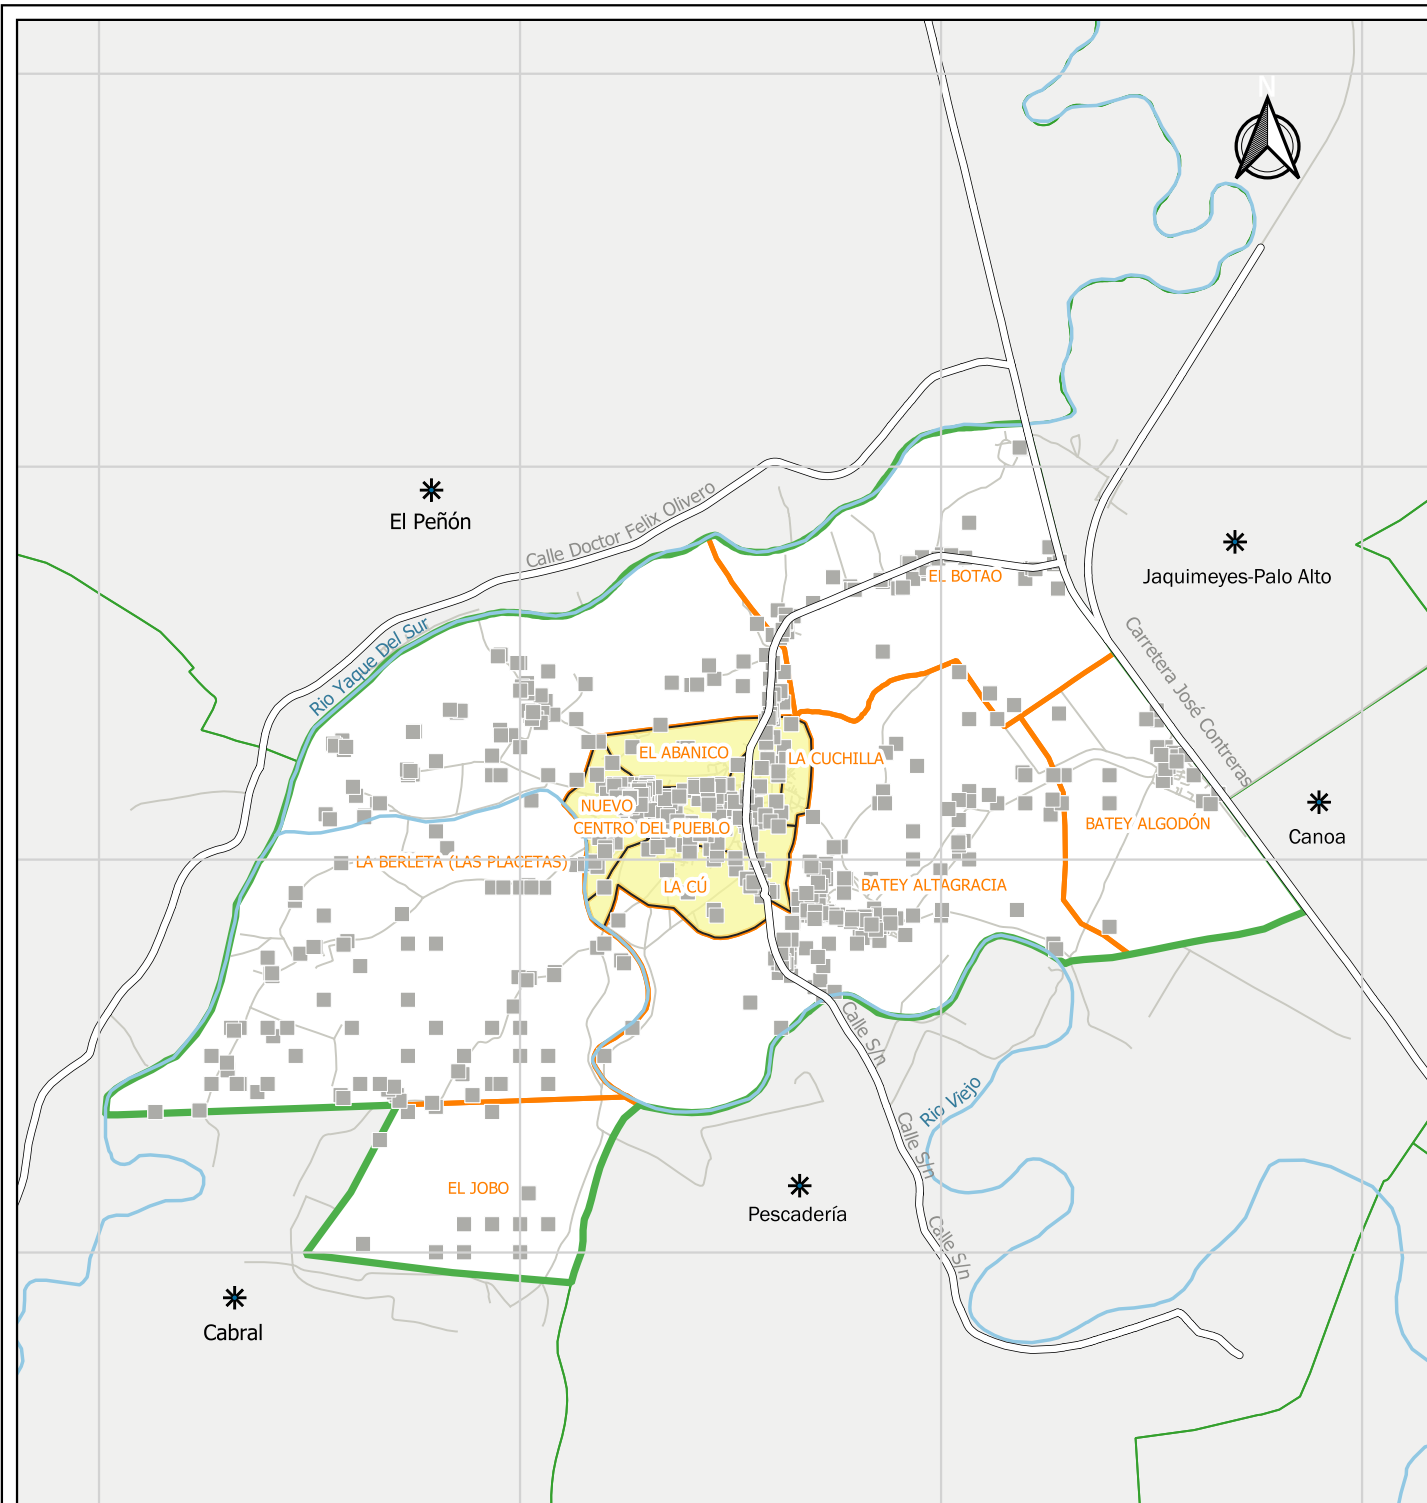 N
El Peñón
Calle Doctor Felix Olivero
Jaquimeyes-Palo Alto
EL BOTAO
Rio Yaque Del Sur
Carretera José Contreras
EL ABANICO
LA CUCHILLA
NUEVO
CENTRO DEL PUEBLO
BATEY ALGODÓN
Canoa
LA BERLETA (LAS PLACETAS)
LA CÚ
BATEY ALTAGRACIA
Calle S/n
Rio Viejo
Calle S/n
EL JOBO
Pescadería
Calle S/n
Cabral